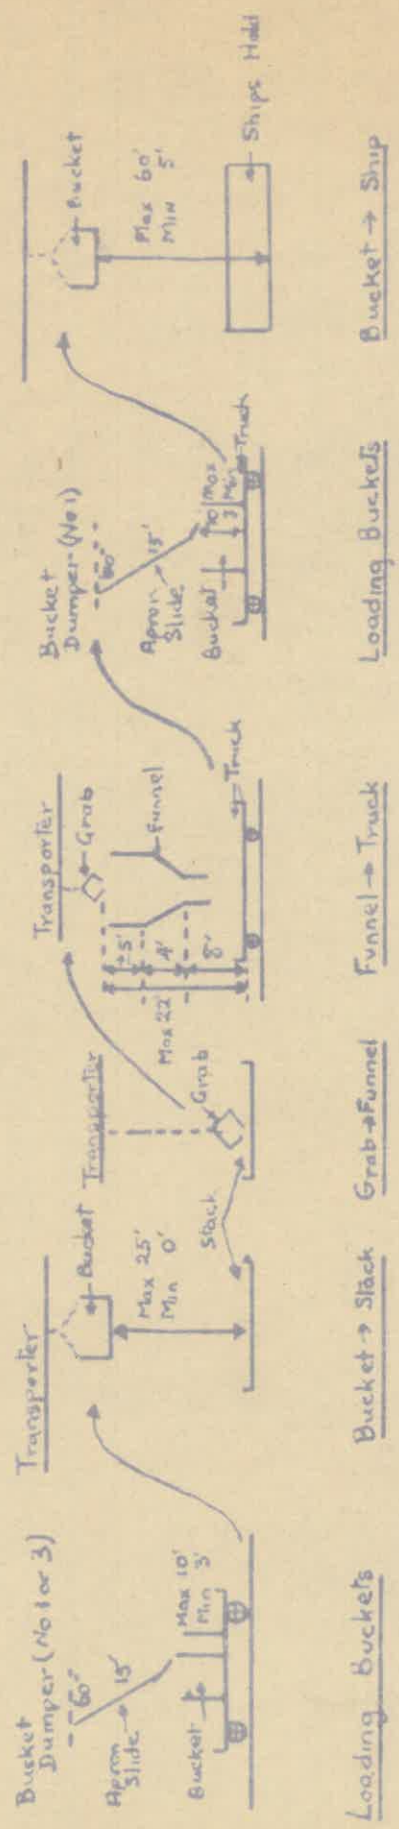 Bucket
Dumper (No 1 or 3)
60°
Apron
Slide
15'
Bucket
Max 10'
Min 3'
Loading Buckets
Transporter
Bucket
Max 25'
Min 0'
Stack
Bucket → Stack
Transporter
Grab
Grab → Funnel
Transporter
Grab
Funnel
±5'
4'
8'
Max 22'
Truck
Funnel → Truck
Bucket
Dumper (No 1)
60°
Apron
Slide
15'
Bucket
10' Max
3' Min
Truck
Loading Buckets
Bucket
Max 60'
Min 5'
Ships Hold
Bucket → Ship